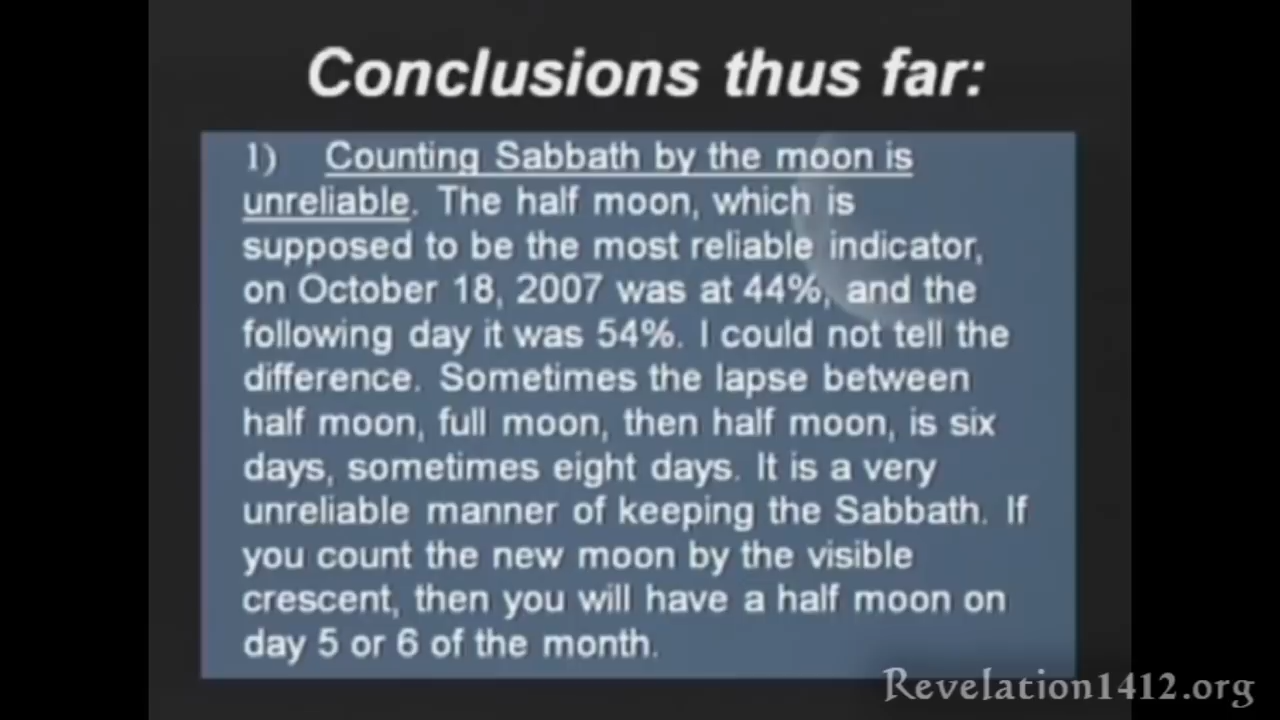 Conclusions thus far:
1) Counting Sabbath by the moon is
unreliable. The half moon, which is
supposed to be the most reliable indicator,
on October 18, 2007 was at 44%, and the
following day it was 54%. I could not tell the
difference. Sometimes the lapse between
half moon, full moon, then half moon, is six
days, sometimes eight days. It is a very
unreliable manner of keeping the Sabbath. If
you count the new moon by the visible
crescent, then you will have a half moon on
day 5 or 6 of the month.
Revelation1412.org